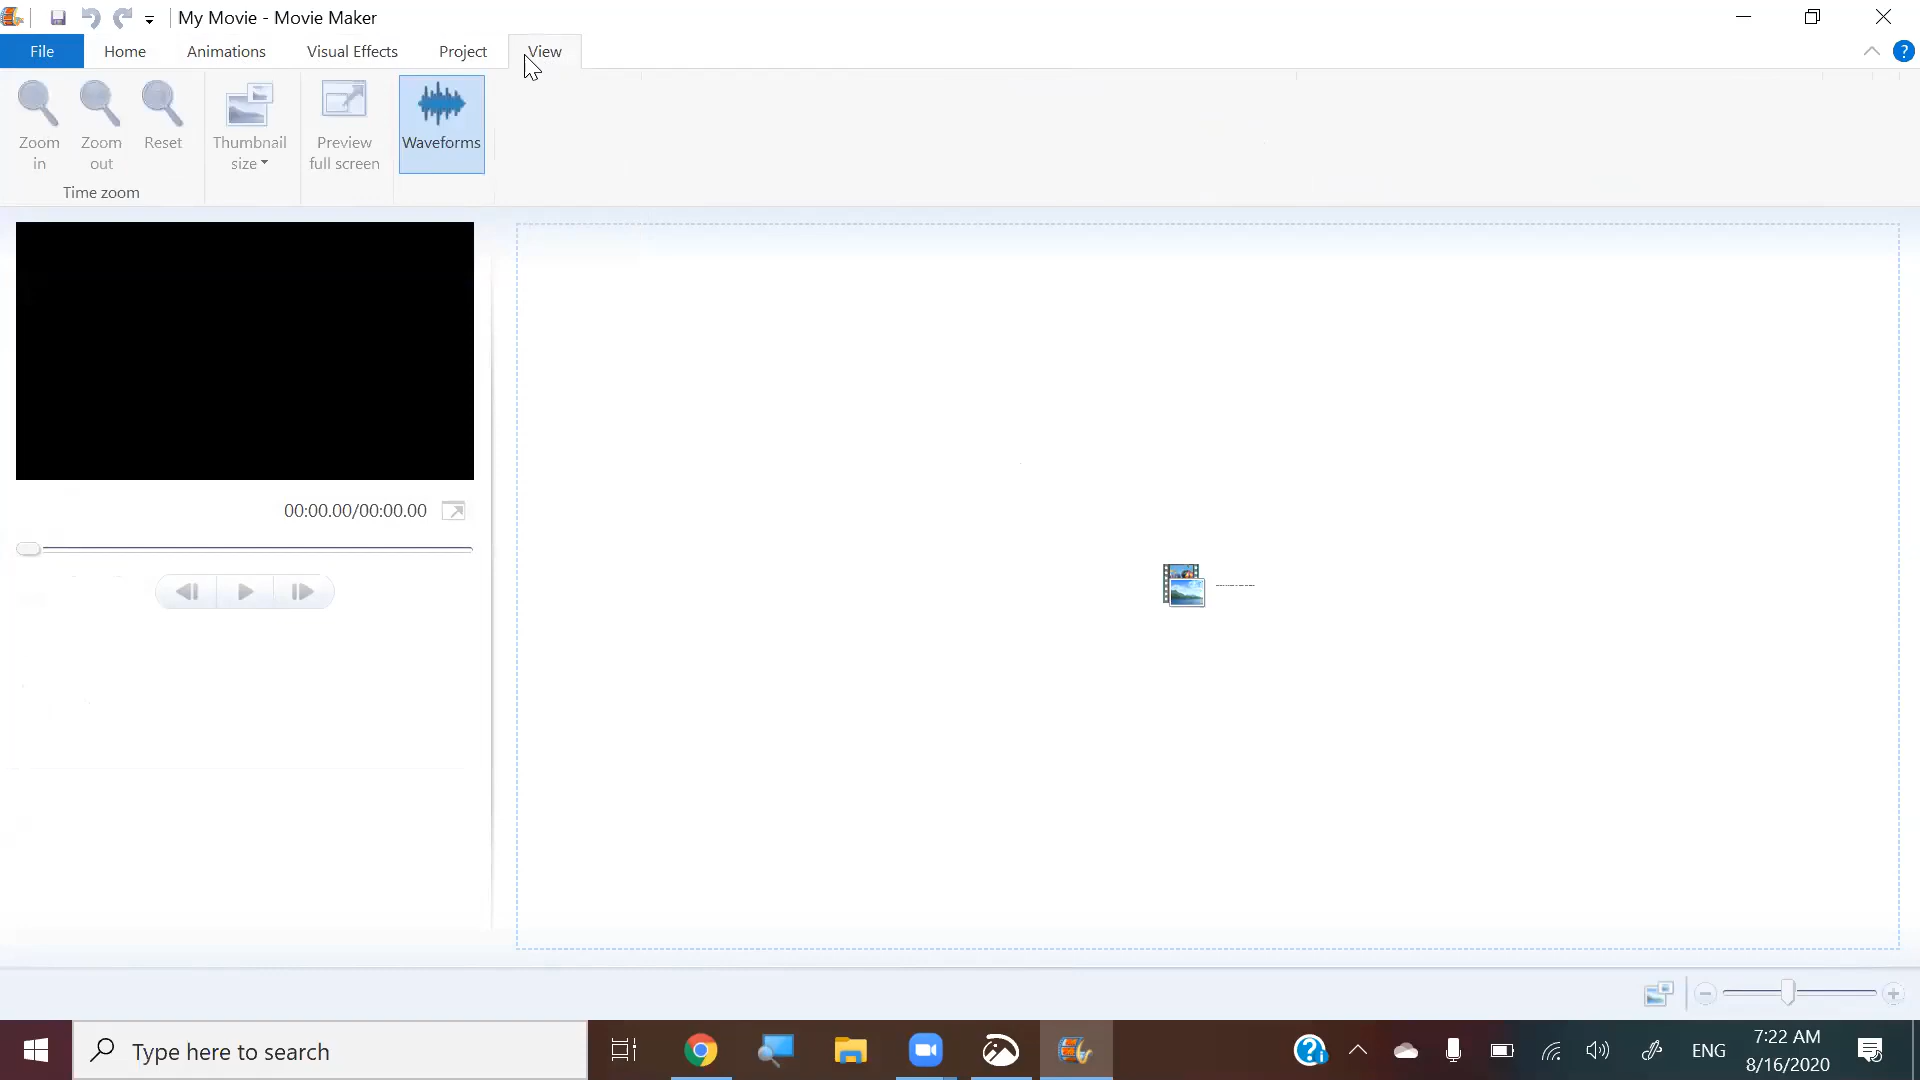 My Movie - Movie Maker
File Home Animations Visual Effects Project View
?
Zoom in
Zoom out
Reset
Time zoom
Thumbnail size
Preview full screen
Waveforms
00:00.00/00:00.00
Type here to search
ENG
7:22 AM
8/16/2020